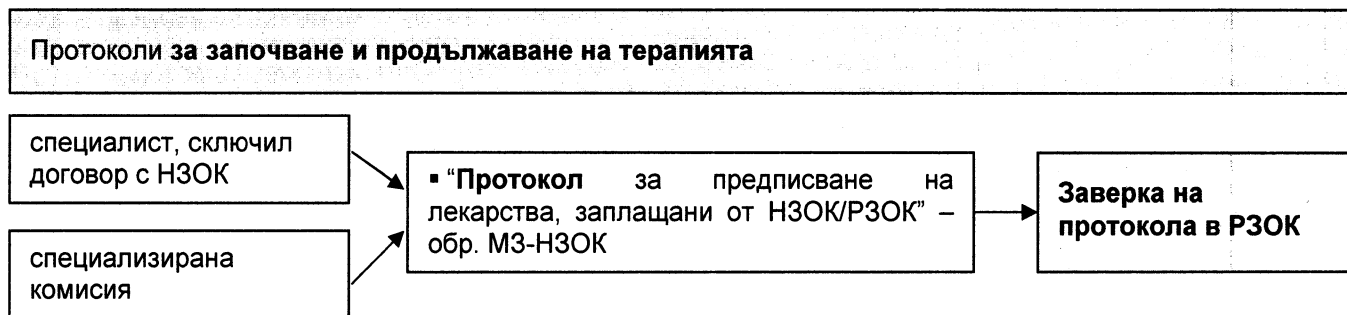 Протоколи за започване и продължаване на терапията
специалист, сключил
договор с НЗОК
специализирана
комисия
▪ “Протокол за предписване на
лекарства, заплащани от НЗОК/РЗОК” –
обр. МЗ-НЗОК
Заверка на
протокола в РЗОК